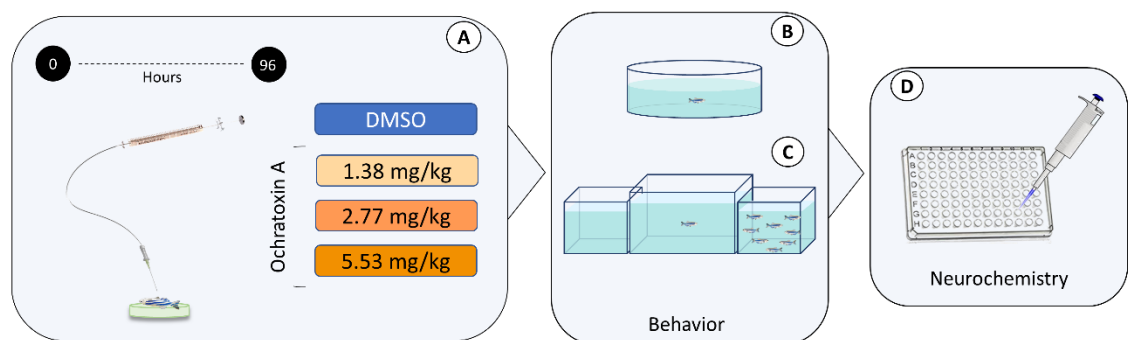 A
0
96
Hours
DMSO
Ochratoxin A
1.38 mg/kg
2.77 mg/kg
5.53 mg/kg
B
C
Behavior
D
A
B
C
D
E
F
G
H
Neurochemistry